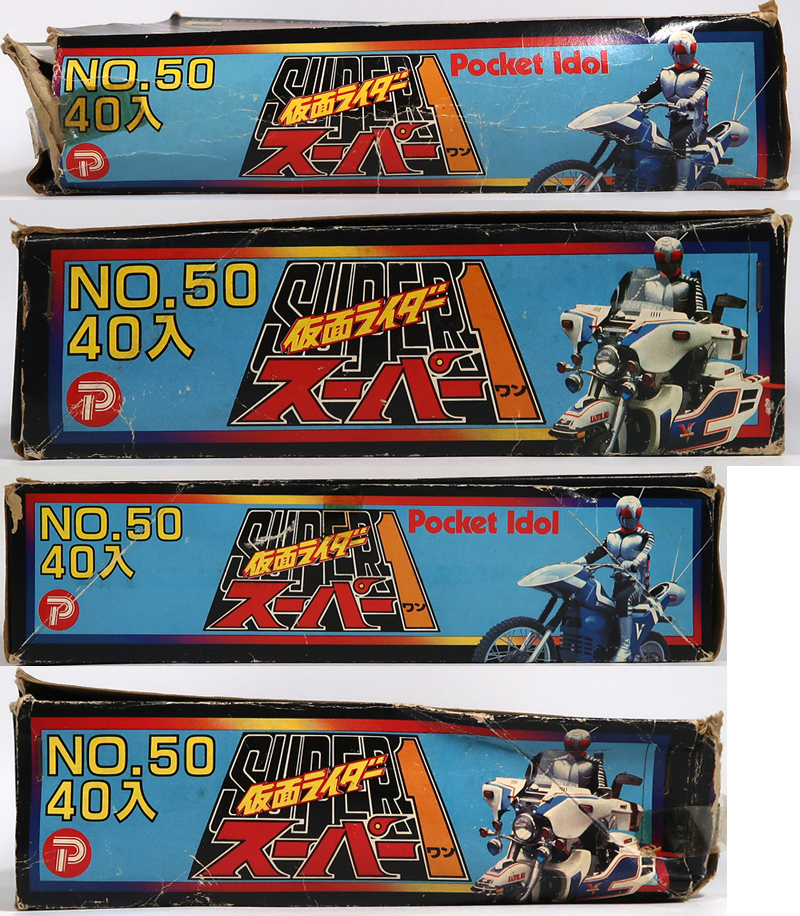 NO.50
40入
SUPER1
仮面ライダー
スーパー
ワン
Pocket Idol
P
NO.50
40入
SUPER1
仮面ライダー
スーパー
ワン
P
V
NO.50
40入
SUPER1
仮面ライダー
スーパー
ワン
Pocket Idol
P
V
NO.50
40入
SUPER1
仮面ライダー
スーパー
ワン
P